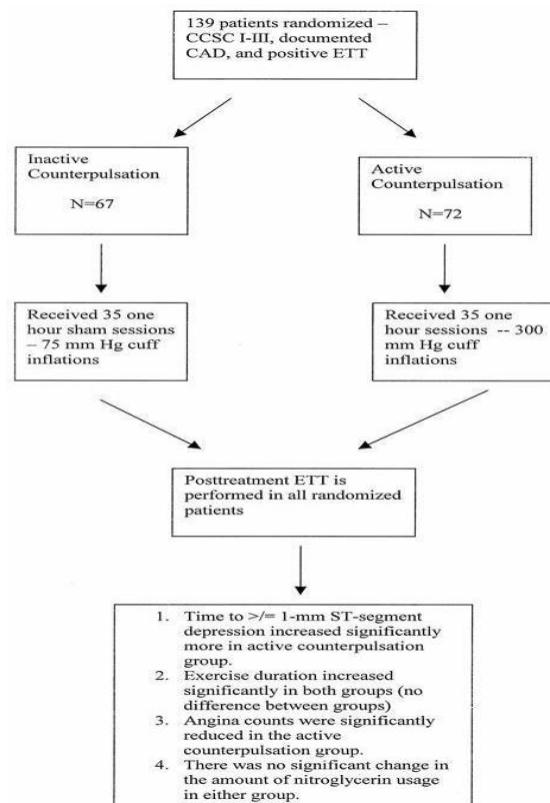 139 patients randomized –
CCSC I-III, documented
CAD, and positive ETT
Inactive
Counterpulsation
N=67
Active
Counterpulsation
N=72
Received 35 one
hour sham sessions
– 75 mm Hg cuff
inflations
Received 35 one
hour sessions -- 300
mm Hg cuff
inflations
Posttreatment ETT is
performed in all randomized
patients
1. Time to >/= 1-mm ST-segment
depression increased significantly
more in active counterpulsation
group.
2. Exercise duration increased
significantly in both groups (no
difference between groups)
3. Angina counts were significantly
reduced in the active
counterpulsation group.
4. There was no significant change in
the amount of nitroglycerin usage
in either group.